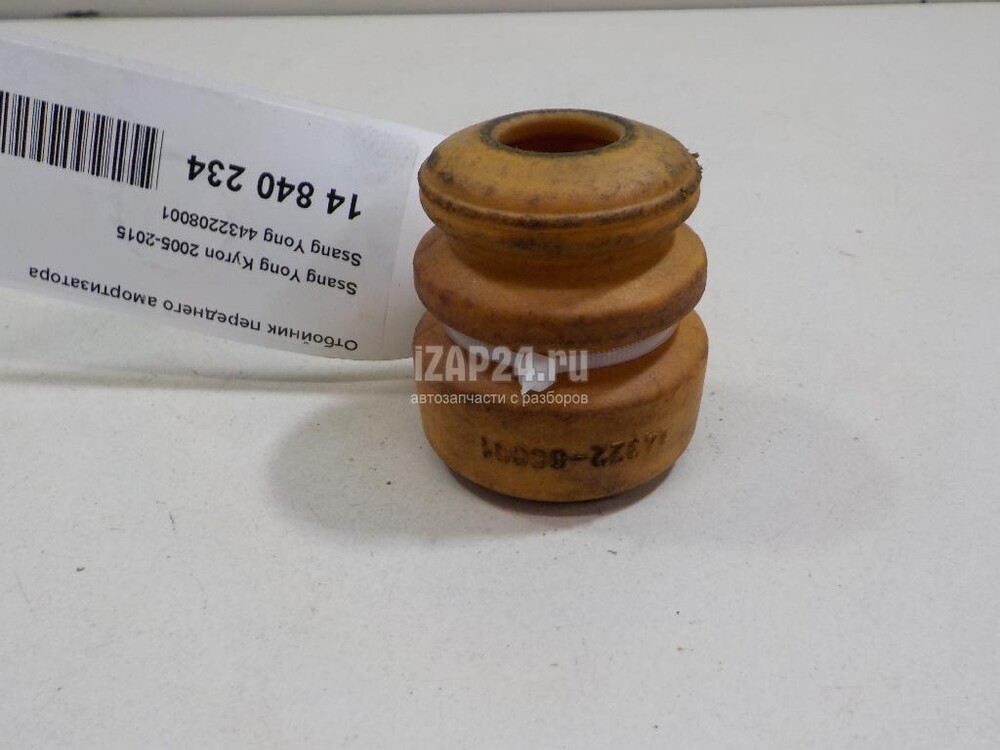 Отбойник переднего амортизатора
Ssang Yong Kyron 2005-2015
Ssang Yong 4432208001
14 840 234
iZAP24.ru
автозапчасти с разборов